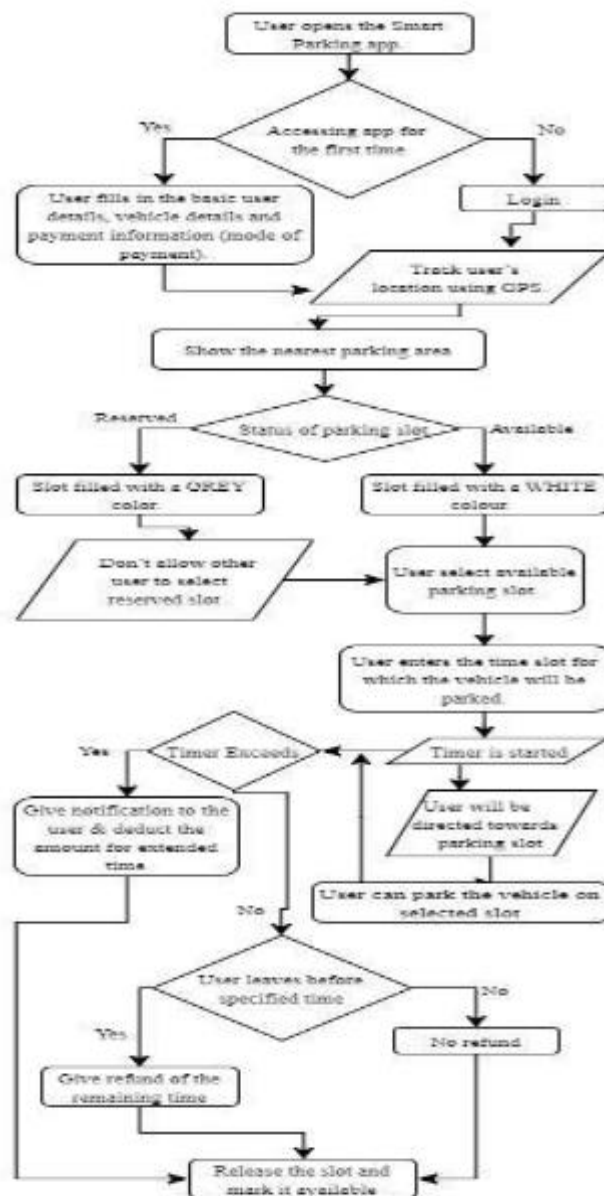 User opens the Smart
Parking app.
Yes
Accessing app for
the first time
No
User fills in the basic user
details, vehicle details and
payment information (mode of
payment).
Login
Track user's
location using GPS.
Show the nearest parking area
Reserved
Status of parking slot
Available
Slot filled with a GREY
color.
Slot filled with a WHITE
colour
Don't allow other
user to select
reserved slot
User select available
parking slot
User enters the time slot for
which the vehicle will be
parked.
Yes
Timer Exceeds
Timer is started
Give notification to the
user & deduct the
amount for extended
time
User will be
directed towards
parking slot
No
User can park the vehicle on
selected slot
User leaves before
specified time
Yes
No
No refund
Give refund of the
remaining time
Release the slot and
mark it available